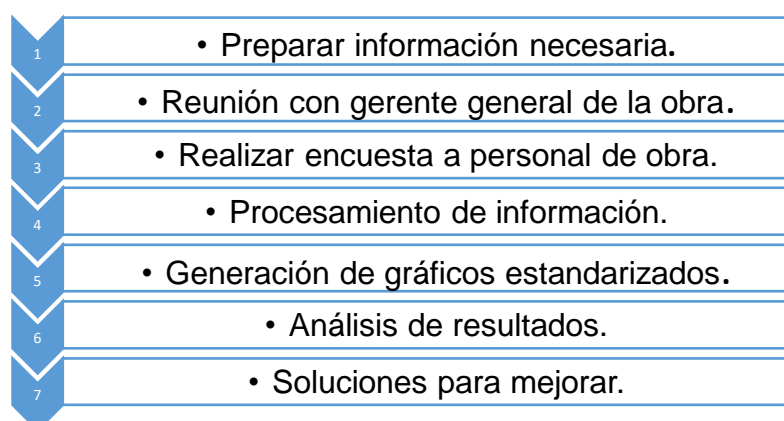 1 • Preparar información necesaria.
2 • Reunión con gerente general de la obra.
3 • Realizar encuesta a personal de obra.
4 • Procesamiento de información.
5 • Generación de gráficos estandarizados.
6 • Análisis de resultados.
7 • Soluciones para mejorar.